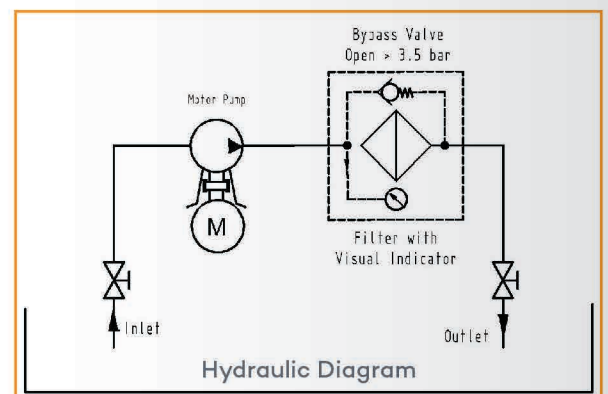 Bypass Valve
Open > 3.5 bar
Motor Pump
M
Filter with
Visual Indicator
Inlet
Outlet
Hydraulic Diagram